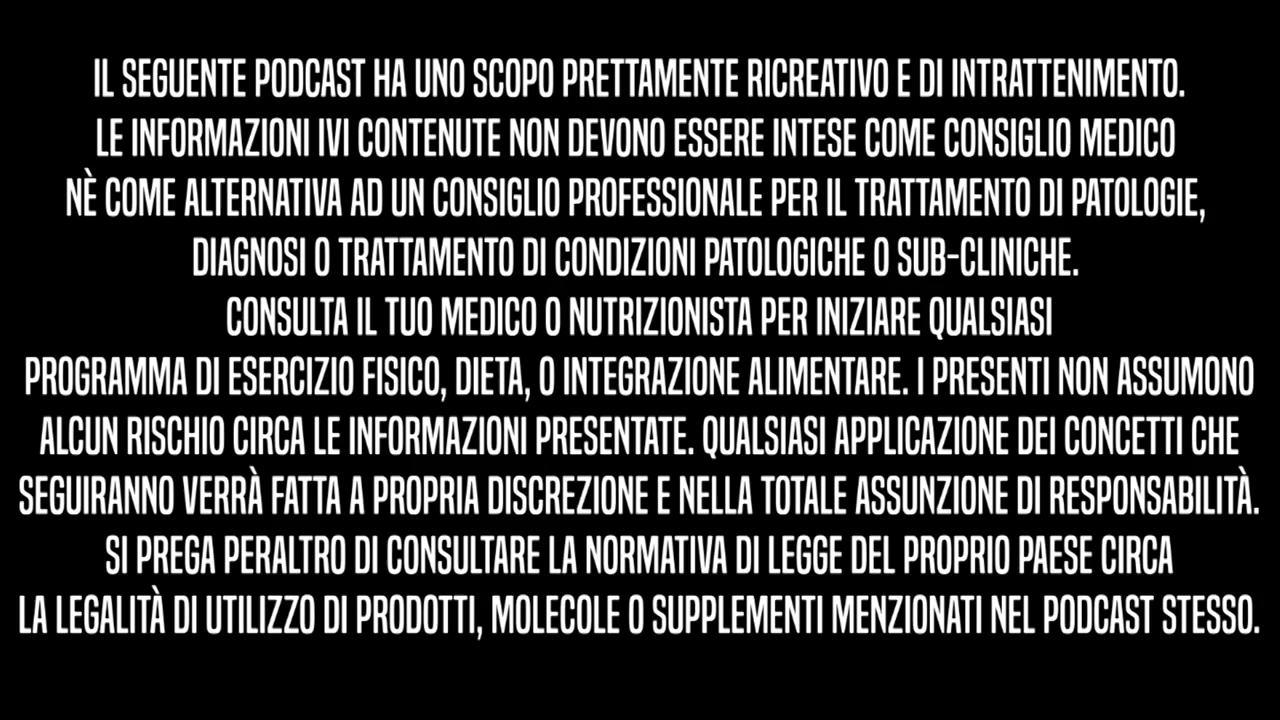 IL SEGUENTE PODCAST HA UNO SCOPO PRETTAMENTE RICREATIVO E DI INTRATTENIMENTO.
LE INFORMAZIONI IVI CONTENUTE NON DEVONO ESSERE INTESE COME CONSIGLIO MEDICO
NÈ COME ALTERNATIVA AD UN CONSIGLIO PROFESSIONALE PER IL TRATTAMENTO DI PATOLOGIE,
DIAGNOSI O TRATTAMENTO DI CONDIZIONI PATOLOGICHE O SUB-CLINICHE.
CONSULTA IL TUO MEDICO O NUTRIZIONISTA PER INIZIARE QUALSIASI
PROGRAMMA DI ESERCIZIO FISICO, DIETA, O INTEGRAZIONE ALIMENTARE. I PRESENTI NON ASSUMONO
ALCUN RISCHIO CIRCA LE INFORMAZIONI PRESENTATE. QUALSIASI APPLICAZIONE DEI CONCETTI CHE
SEGUIRANNO VERRÀ FATTA A PROPRIA DISCREZIONE E NELLA TOTALE ASSUNZIONE DI RESPONSABILITÀ.
SI PREGA PERALTRO DI CONSULTARE LA NORMATIVA DI LEGGE DEL PROPRIO PAESE CIRCA
LA LEGALITÀ DI UTILIZZO DI PRODOTTI, MOLECOLE O SUPPLEMENTI MENZIONATI NEL PODCAST STESSO.